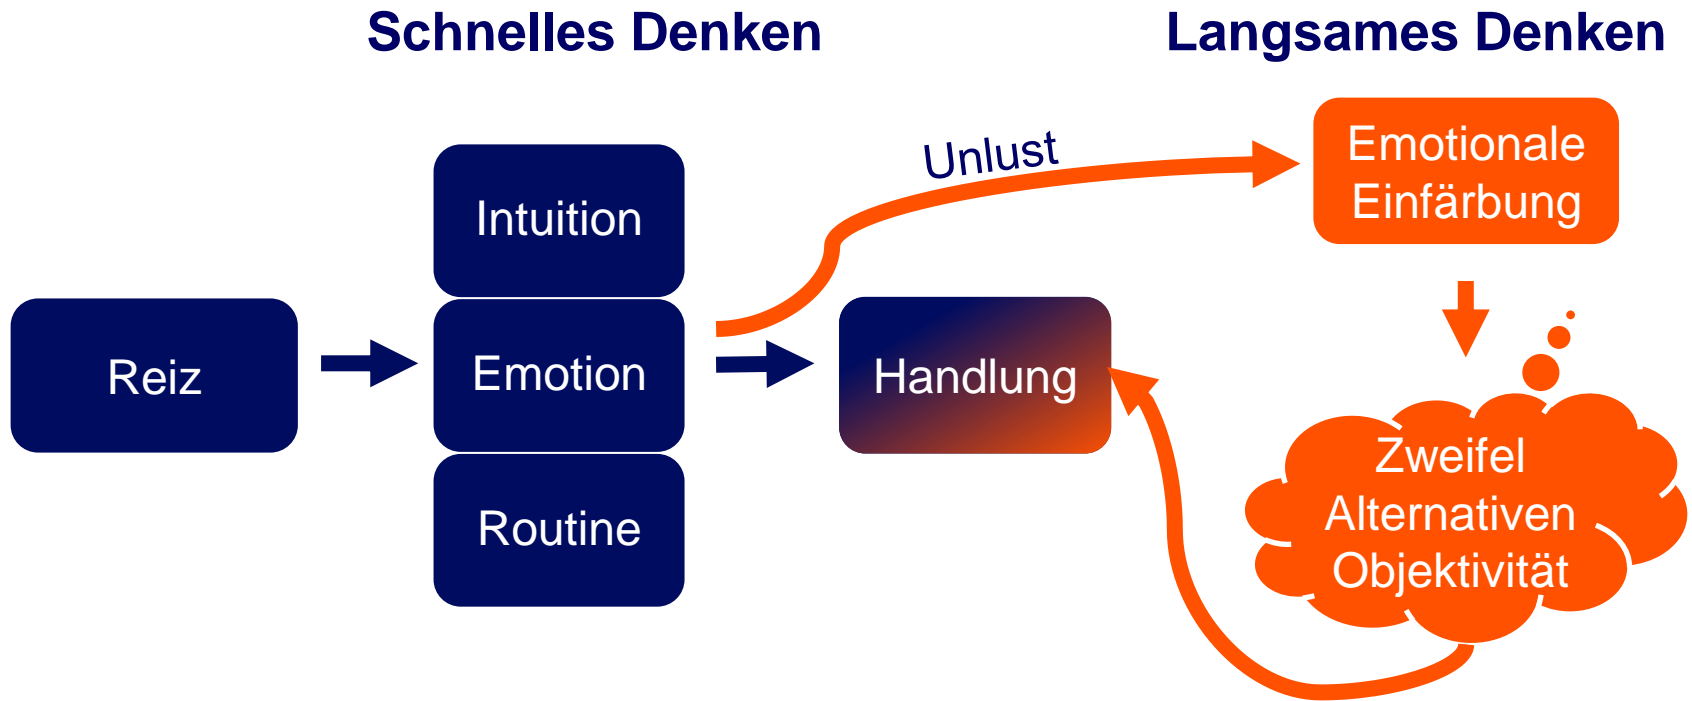 Schnelles Denken
Langsames Denken
Unlust
Emotionale
Einfärbung
Intuition
Reiz
Emotion
Handlung
Routine
Zweifel
Alternativen
Objektivität